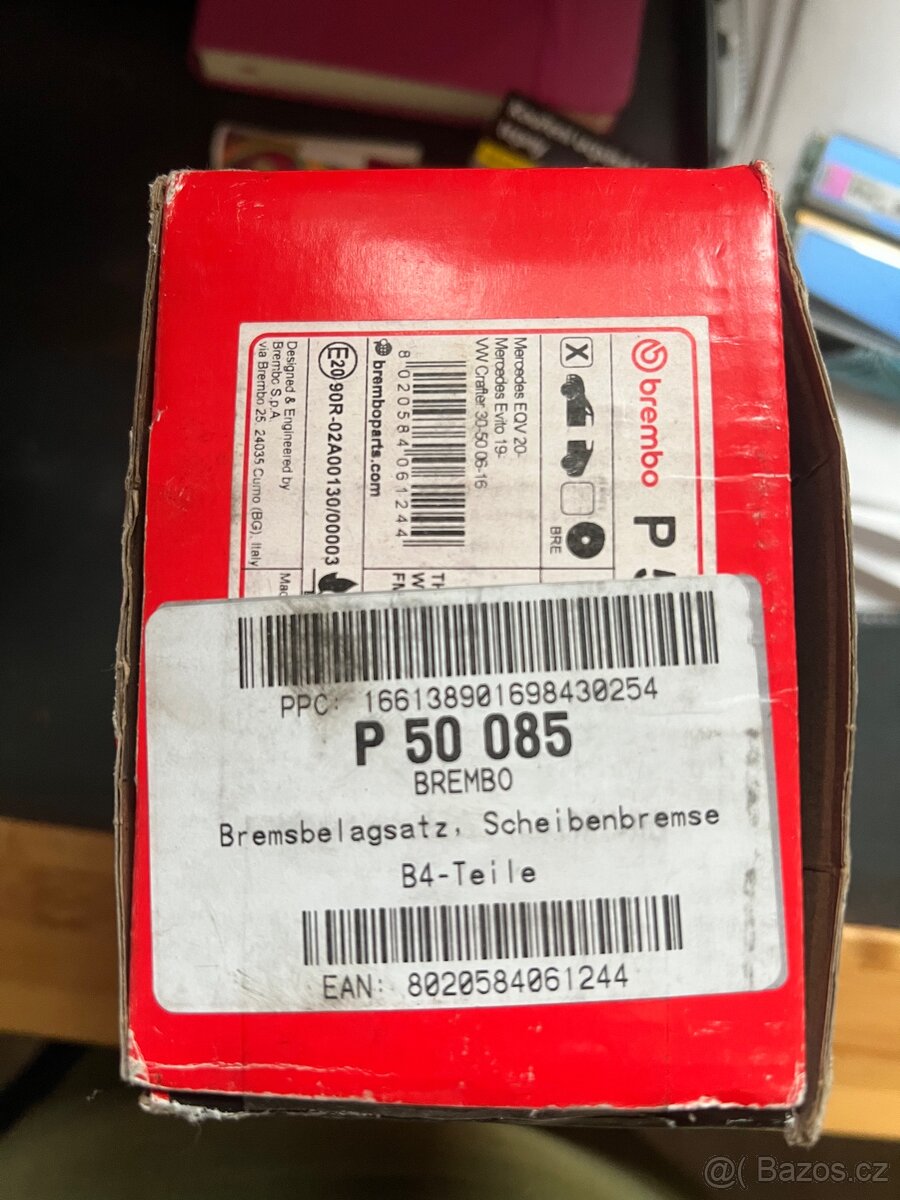 brembo
P 5
X
BRE
Mercedes EQV 20-
Mercedes Evito 19-
VW Crafter 30-50 06-16
8 020584 061244
bremboparts.com
E20 90R-02A00130/00003
Designed & Engineered by
Brembo S.p.A.
via Brembo 25, 24035 Curno (BG), Italy
PPC: 166138901698430254
P 50 085
BREMBO
Bremsbelagsatz, Scheibenbremse
B4-Teile
EAN: 8020584061244
@( Bazos.cz